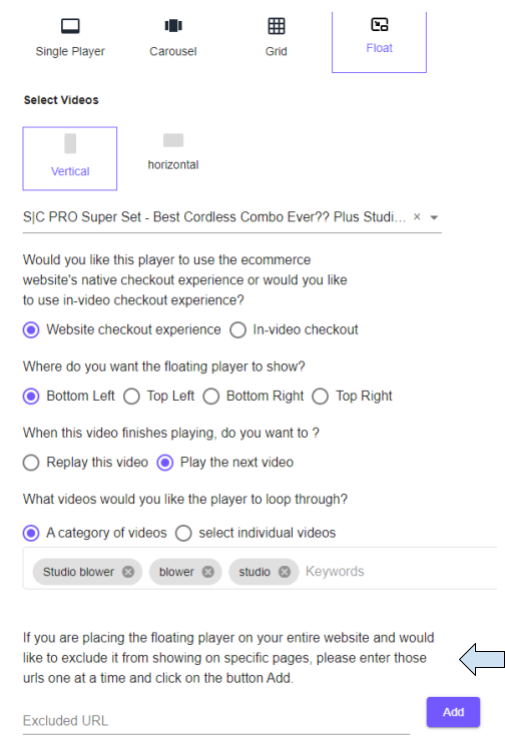 Single Player Carousel Grid Float
Select Videos
Vertical horizontal
S|C PRO Super Set - Best Cordless Combo Ever?? Plus Studi... ×
Would you like this player to use the ecommerce
website's native checkout experience or would you like
to use in-video checkout experience?
Website checkout experience In-video checkout
Where do you want the floating player to show?
Bottom Left Top Left Bottom Right Top Right
When this video finishes playing, do you want to ?
Replay this video Play the next video
What videos would you like the player to loop through?
A category of videos select individual videos
Studio blower blower studio Keywords
If you are placing the floating player on your entire website and would
like to exclude it from showing on specific pages, please enter those
urls one at a time and click on the button Add.
Excluded URL Add